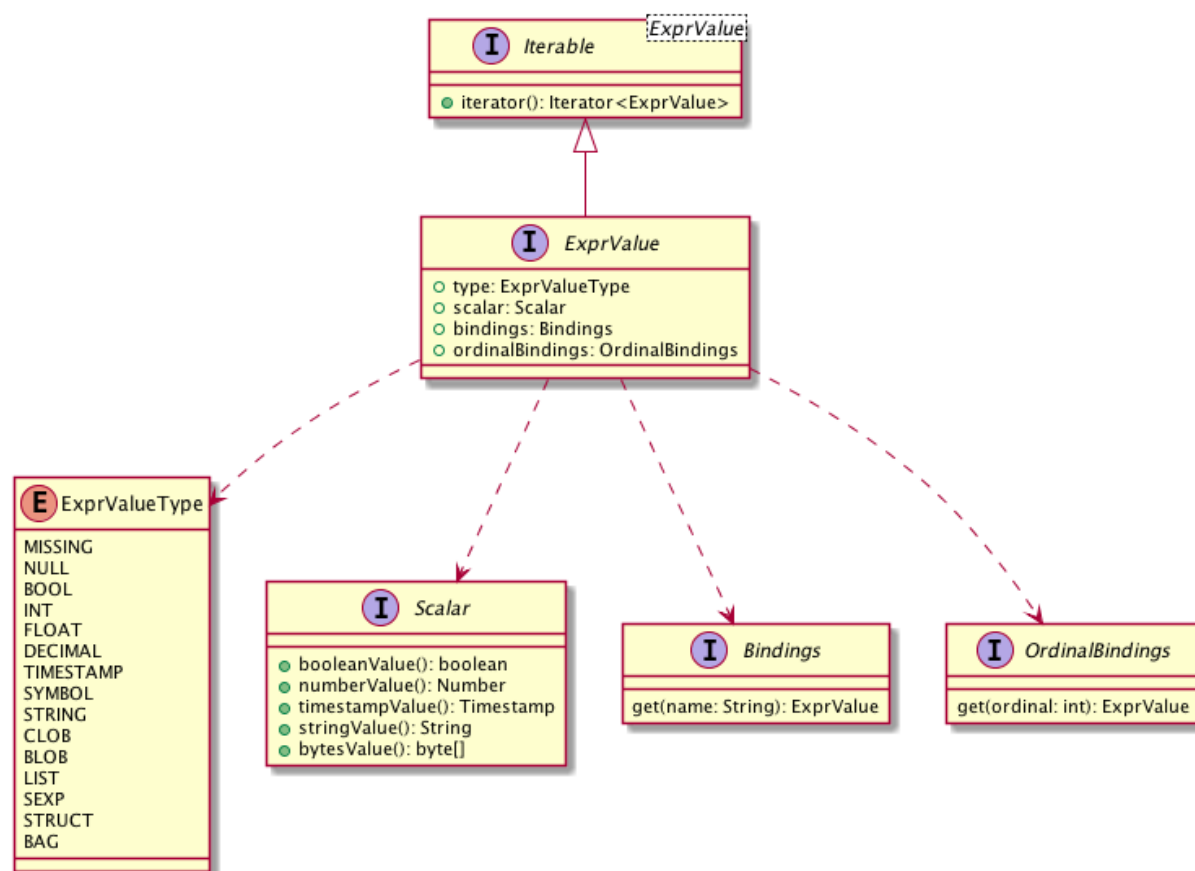 ExprValue
I Iterable
iterator(): Iterator<ExprValue>
I ExprValue
type: ExprValueType
scalar: Scalar
bindings: Bindings
ordinalBindings: OrdinalBindings
E ExprValueType
MISSING
NULL
BOOL
INT
FLOAT
DECIMAL
TIMESTAMP
SYMBOL
STRING
CLOB
BLOB
LIST
SEXP
STRUCT
BAG
I Scalar
booleanValue(): boolean
numberValue(): Number
timestampValue(): Timestamp
stringValue(): String
bytesValue(): byte[]
I Bindings
get(name: String): ExprValue
I OrdinalBindings
get(ordinal: int): ExprValue